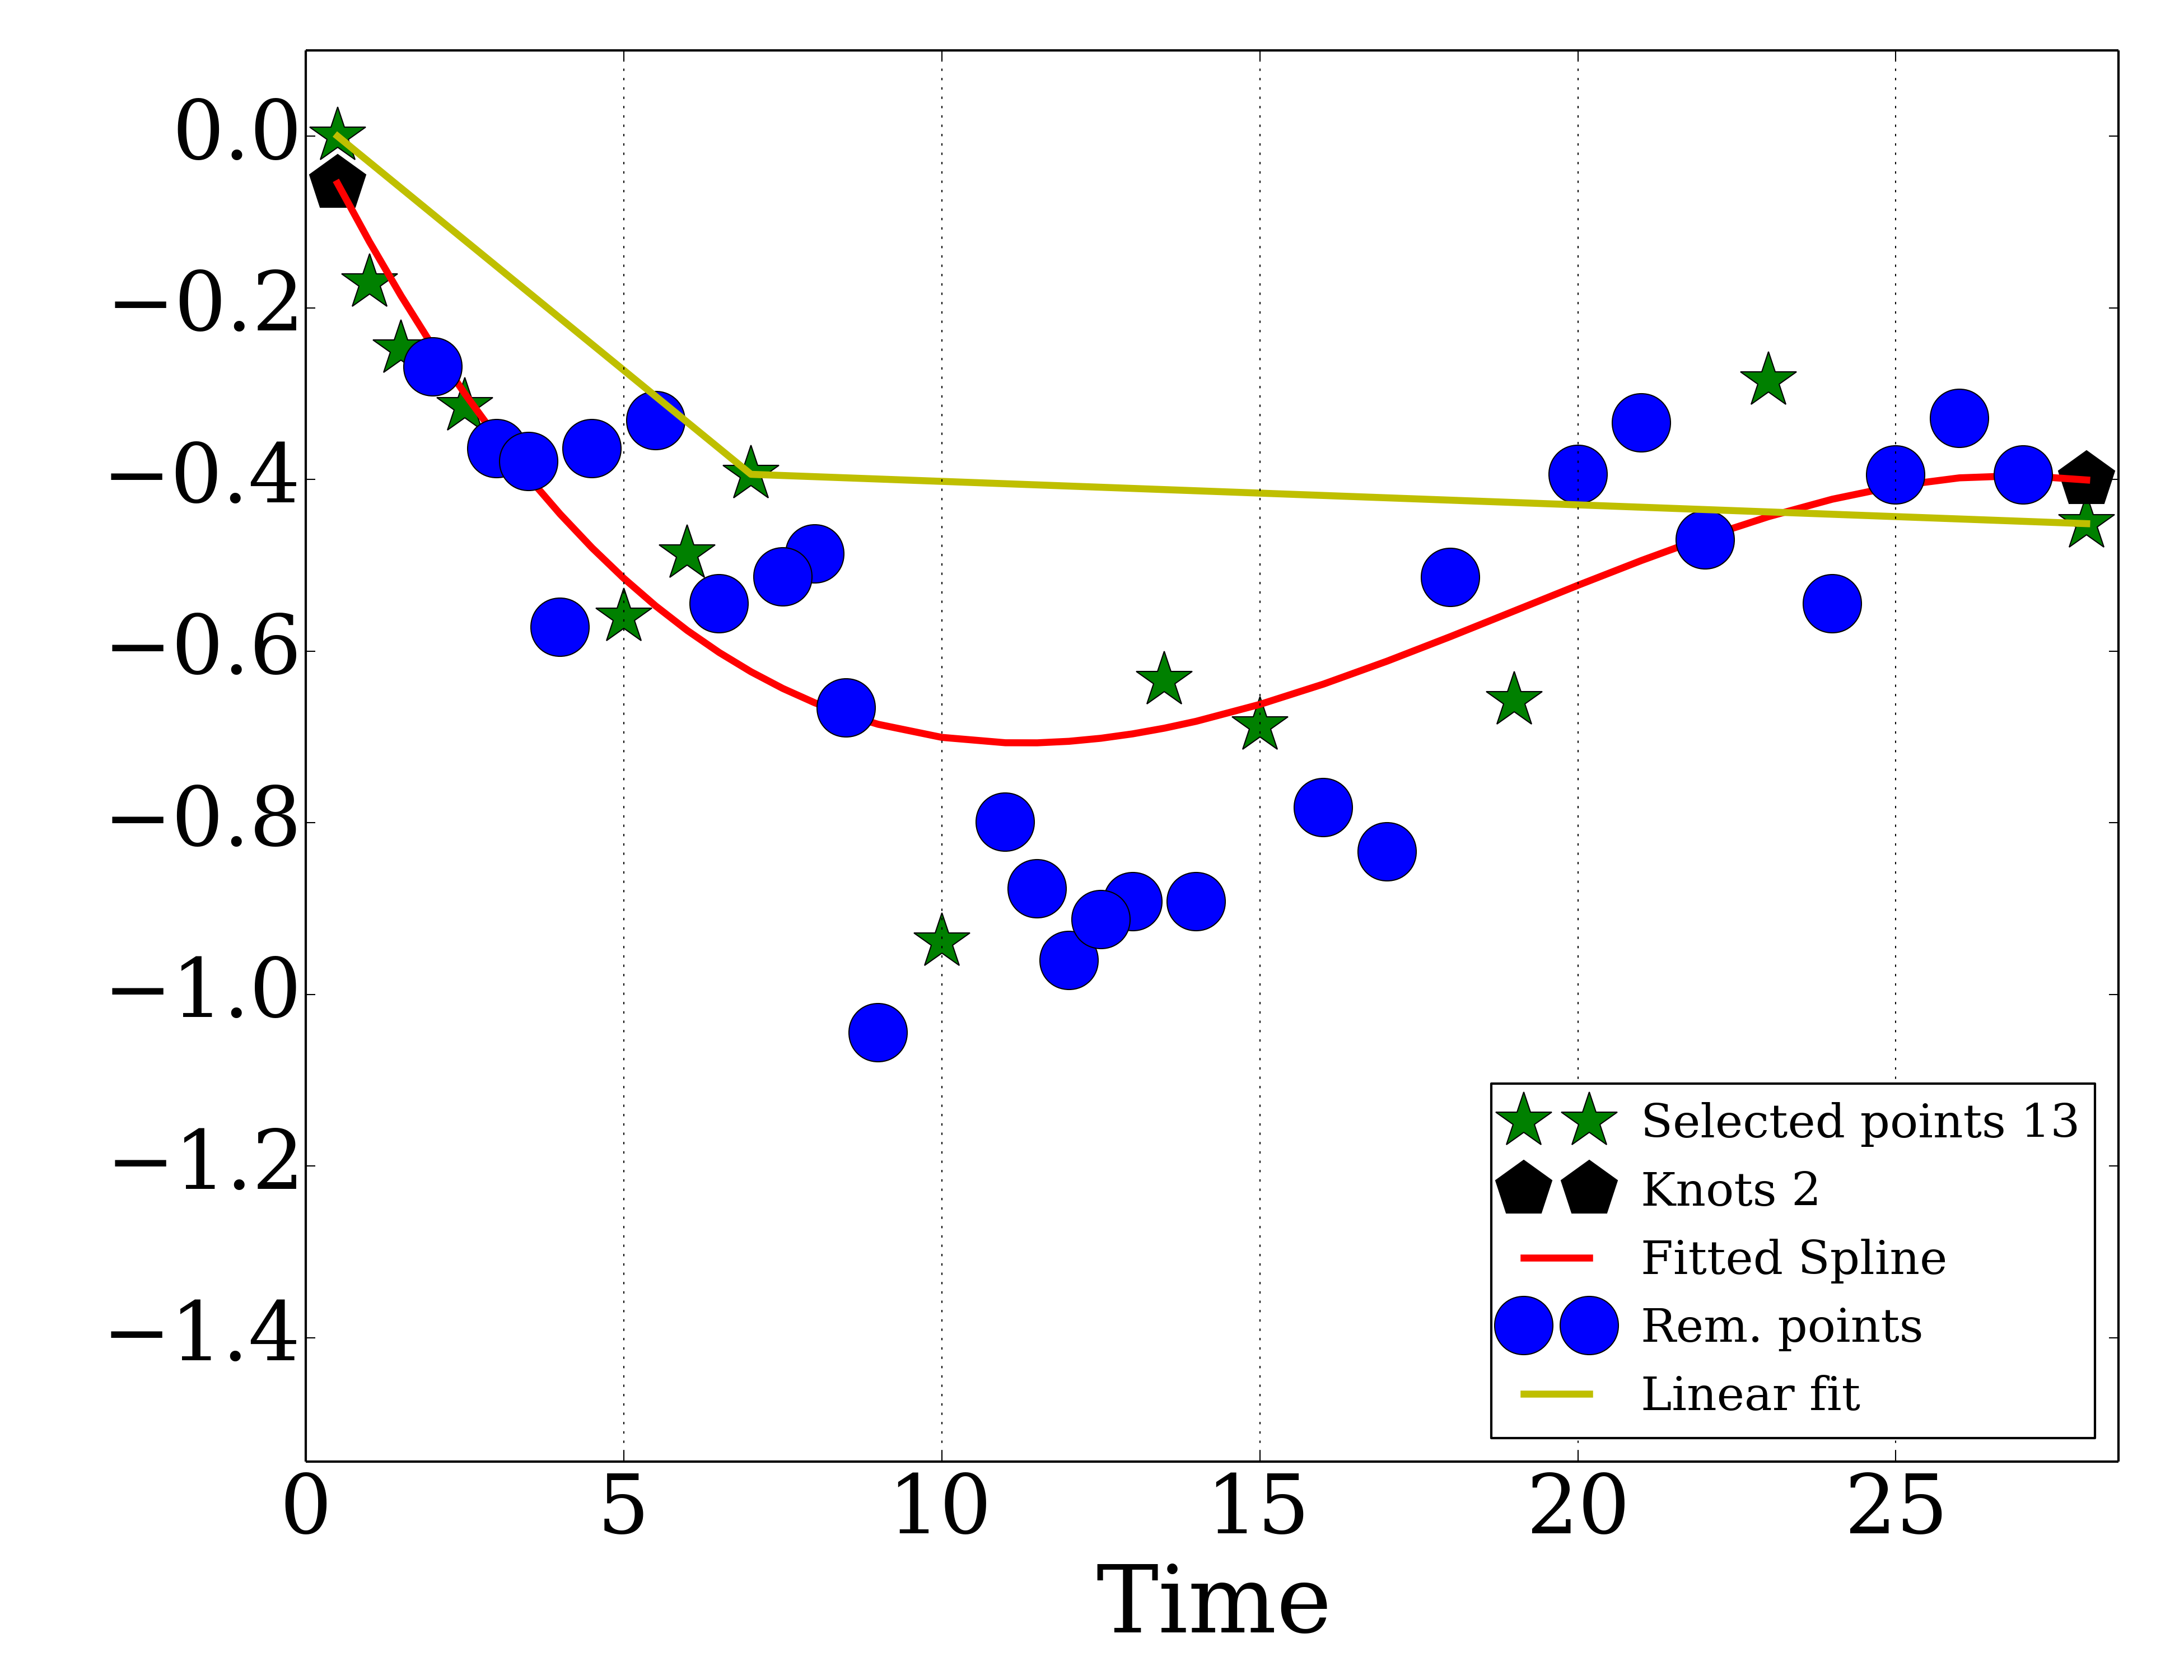 0.0
−0.2
−0.4
−0.6
−0.8
−1.0
−1.2
−1.4
Selected points 13
Knots 2
Fitted Spline
Rem. points
Linear fit
0 5 10 15 20 25
Time